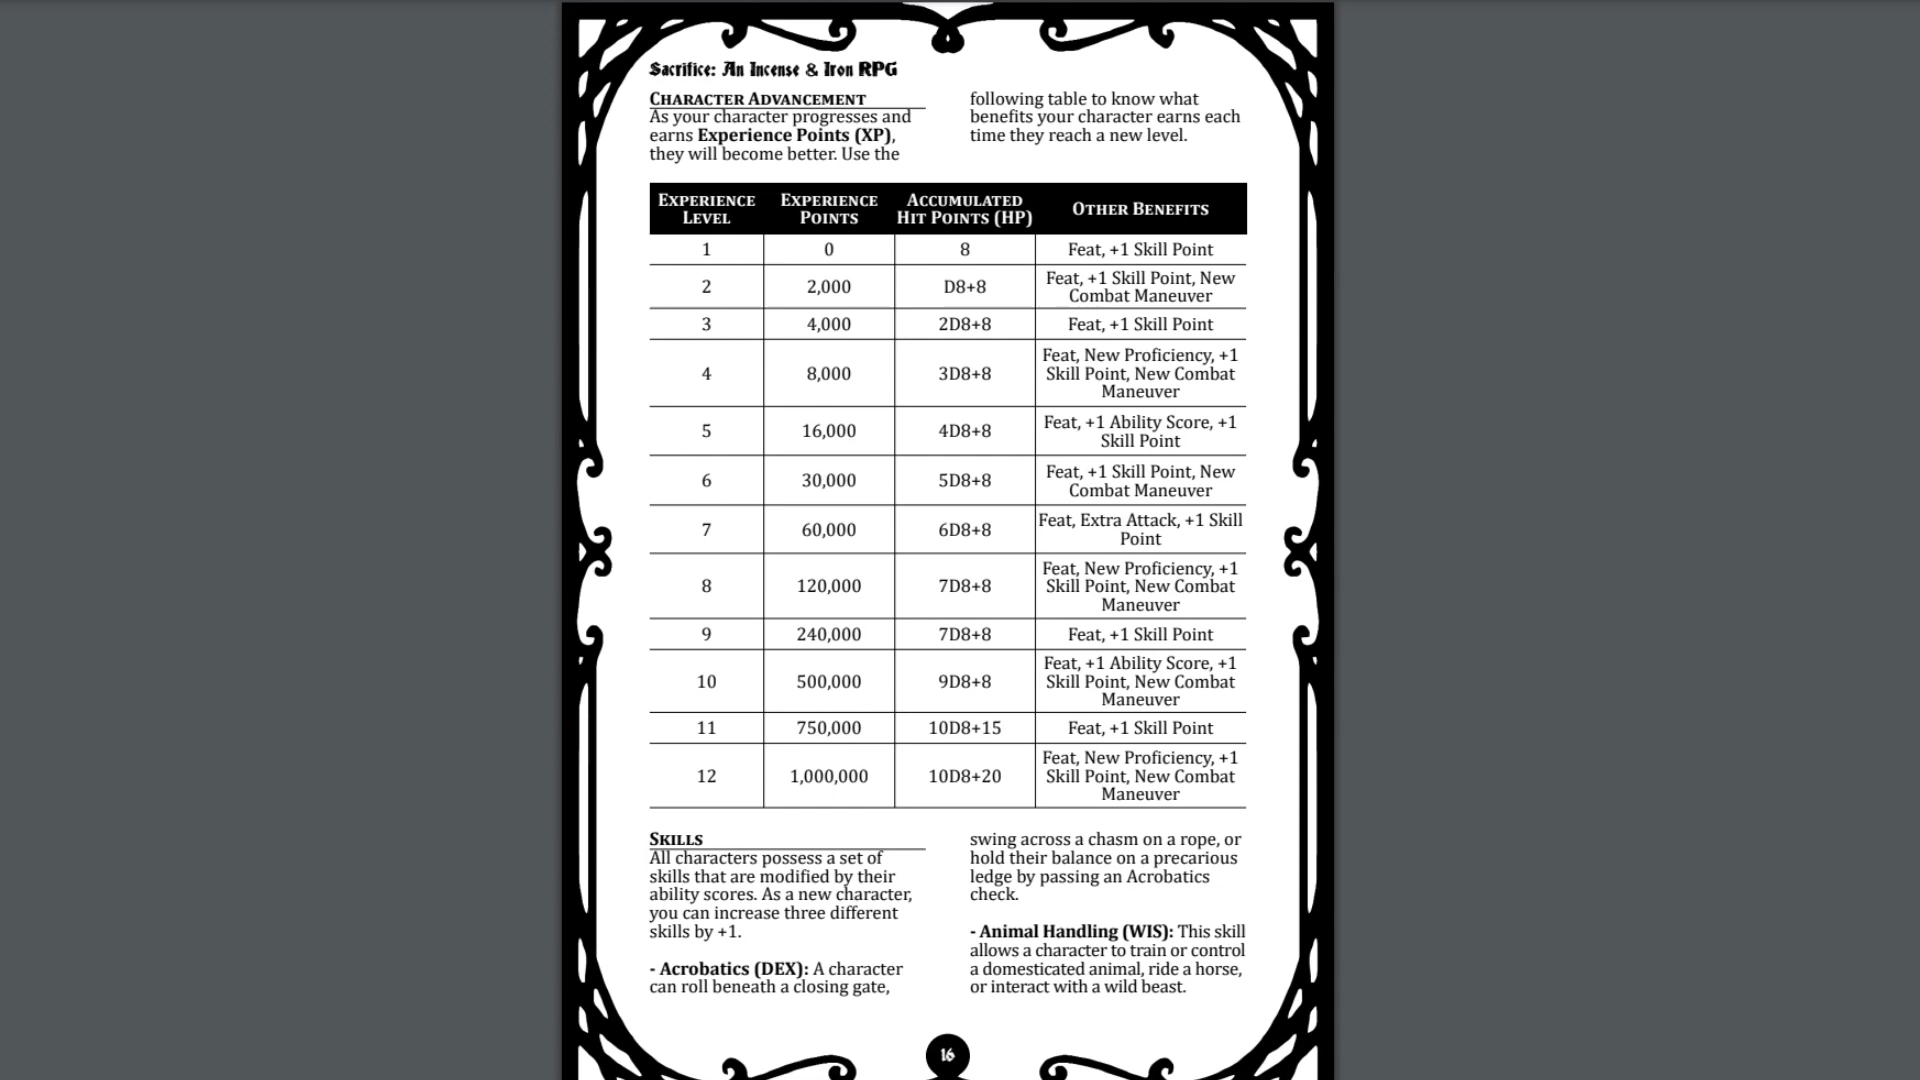 Sacrifice: An Incense & Iron RPG
Character Advancement
As your character progresses and
earns Experience Points (XP),
they will become better. Use the
following table to know what
benefits your character earns each
time they reach a new level.
Experience Level Experience Points Accumulated Hit Points (HP) Other Benefits
1 0 8 Feat, +1 Skill Point
2 2,000 D8+8 Feat, +1 Skill Point, New Combat Maneuver
3 4,000 2D8+8 Feat, +1 Skill Point
4 8,000 3D8+8 Feat, New Proficiency, +1 Skill Point, New Combat Maneuver
5 16,000 4D8+8 Feat, +1 Ability Score, +1 Skill Point
6 30,000 5D8+8 Feat, +1 Skill Point, New Combat Maneuver
7 60,000 6D8+8 Feat, Extra Attack, +1 Skill Point
8 120,000 7D8+8 Feat, New Proficiency, +1 Skill Point, New Combat Maneuver
9 240,000 7D8+8 Feat, +1 Skill Point
10 500,000 9D8+8 Feat, +1 Ability Score, +1 Skill Point, New Combat Maneuver
11 750,000 10D8+15 Feat, +1 Skill Point
12 1,000,000 10D8+20 Feat, New Proficiency, +1 Skill Point, New Combat Maneuver
Skills
All characters possess a set of
skills that are modified by their
ability scores. As a new character,
you can increase three different
skills by +1.
- Acrobatics (DEX): A character
can roll beneath a closing gate,
swing across a chasm on a rope, or
hold their balance on a precarious
ledge by passing an Acrobatics
check.
- Animal Handling (WIS): This skill
allows a character to train or control
a domesticated animal, ride a horse,
or interact with a wild beast.
16